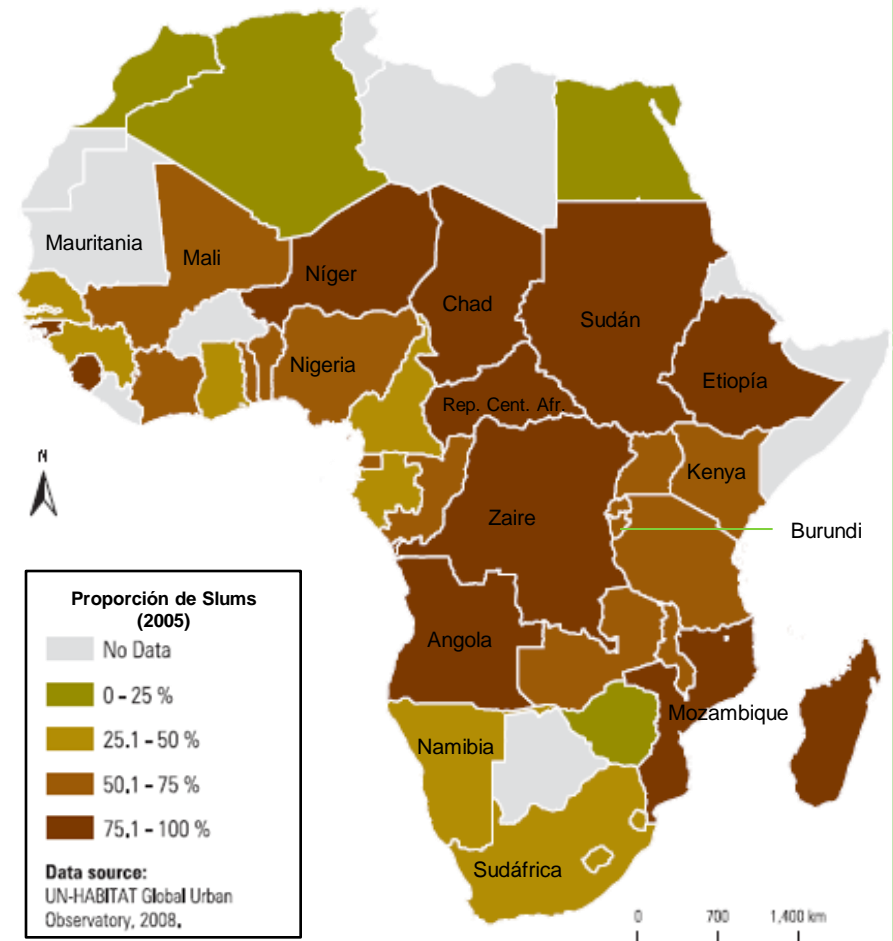 Mauritania
Mali
Níger
Chad
Sudán
Nigeria
Etiopía
Rep. Cent. Afr.
Kenya
N
Zaire
Burundi
Proporción de Slums
(2005)
No Data
0 - 25 %
25.1 - 50 %
50.1 - 75 %
75.1 - 100 %
Data source:
UN-HABITAT Global Urban
Observatory, 2008.
Angola
Mozambique
Namibia
Sudáfrica
0 700 1,400 km